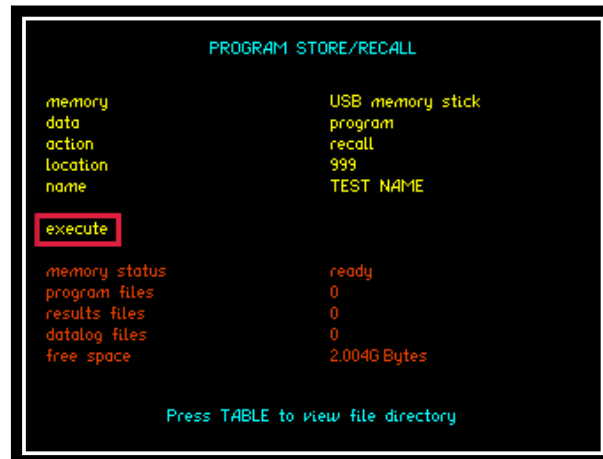 PROGRAM STORE/RECALL
memory USB memory stick
data program
action recall
location 999
name TEST NAME
execute
memory status ready
program files 0
results files 0
datalog files 0
free space 2.004G Bytes
Press TABLE to view file directory